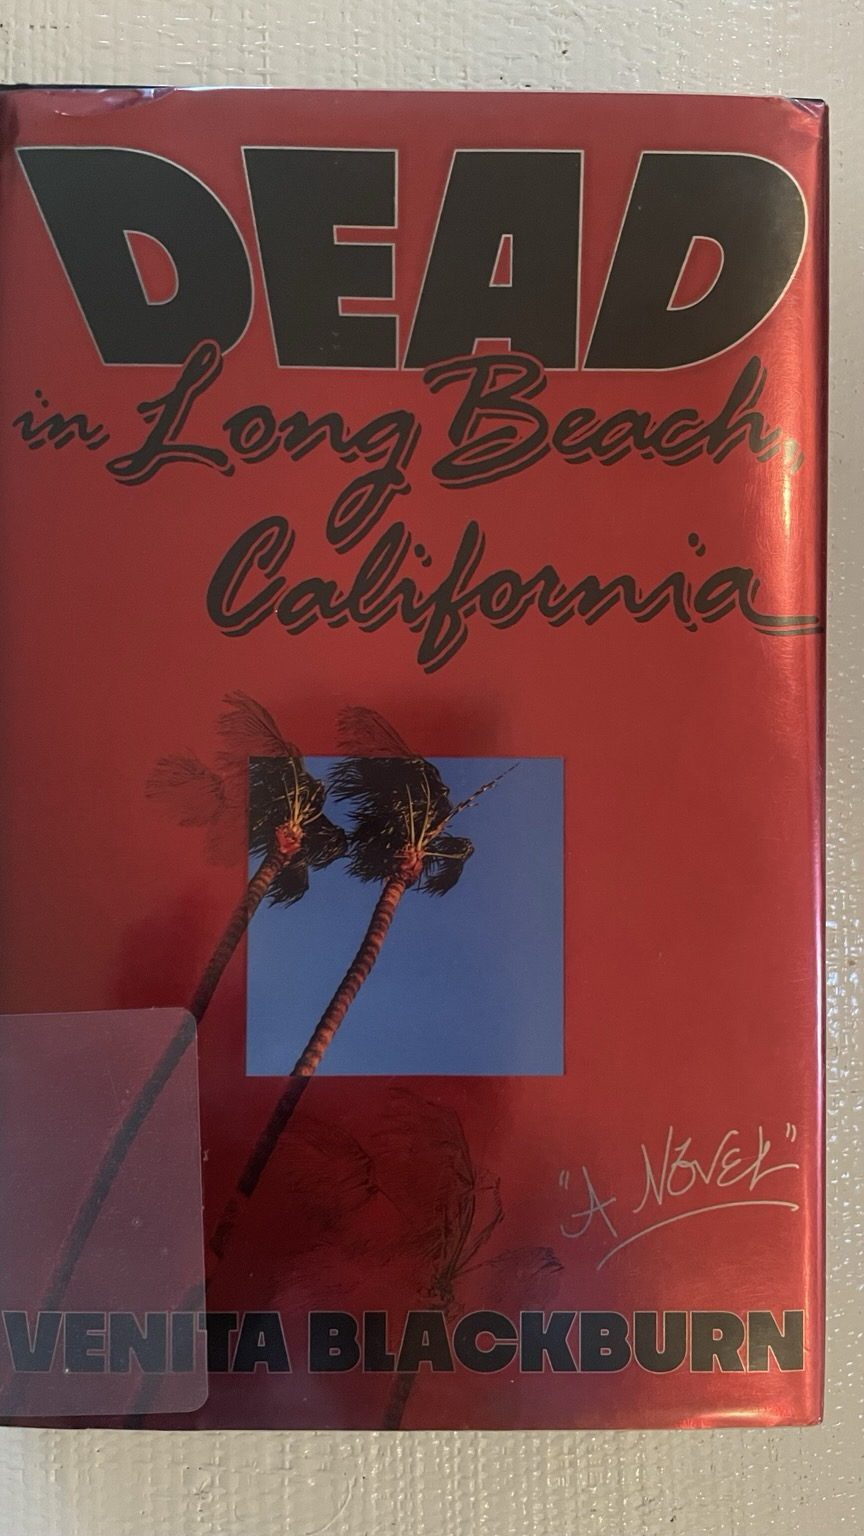 DEAD
in Long Beach,
California
"A NOVEL"
VENITA BLACKBURN